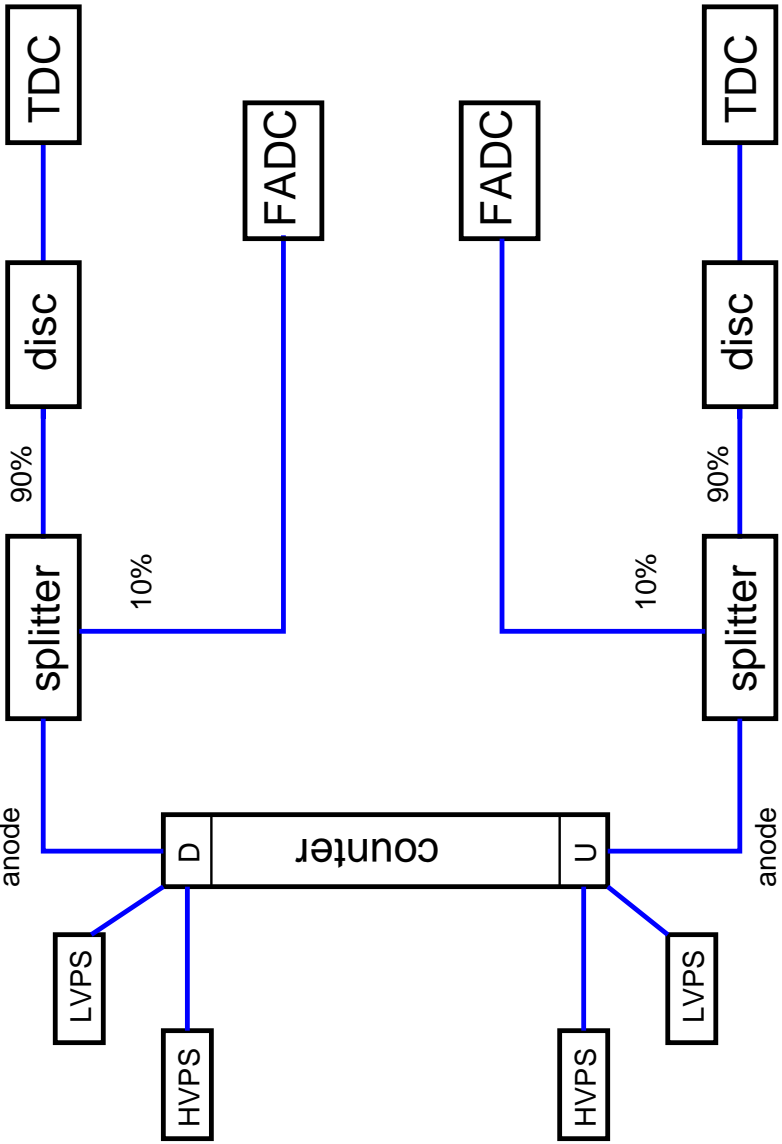 TDC
TDC
FADC
FADC
disc
disc
90%
90%
splitter
splitter
10%
10%
anode
anode
D
counter
U
LVPS
LVPS
HVPS
HVPS